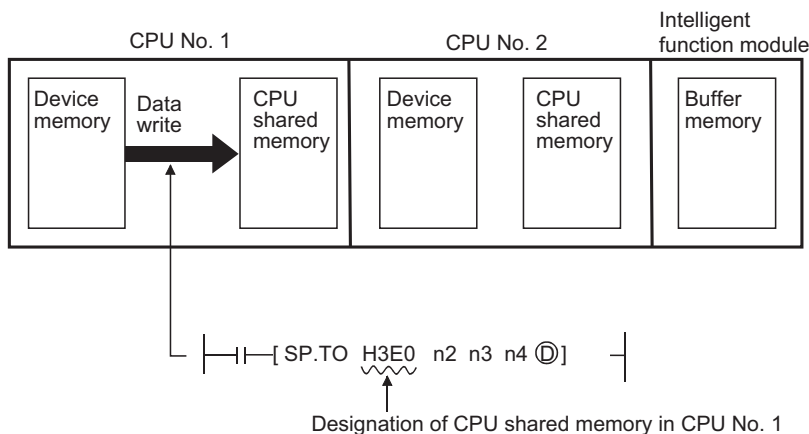 CPU No. 1
CPU No. 2
Intelligent
function module
Device
memory
Data
write
CPU
shared
memory
Device
memory
CPU
shared
memory
Buffer
memory
[ SP.TO H3E0 n2 n3 n4 Ⓓ ]
Designation of CPU shared memory in CPU No. 1